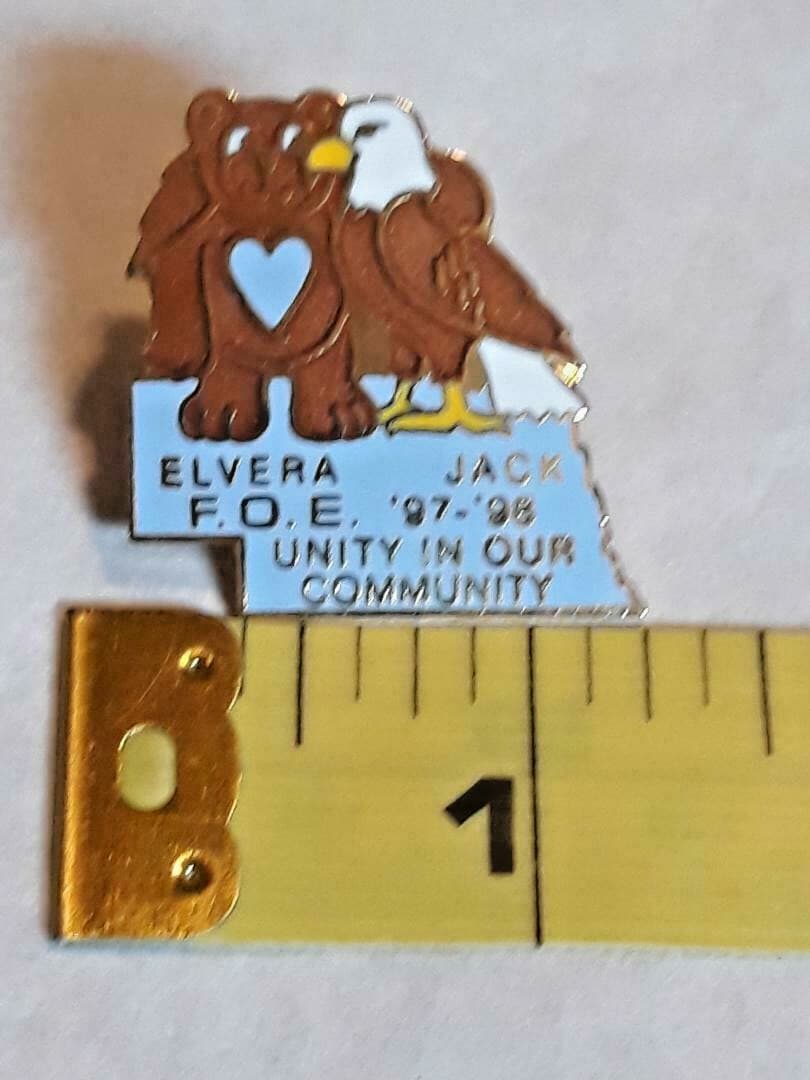 ELVERA JACK
F.O.E. '97-'98
UNITY IN OUR
COMMUNITY
1